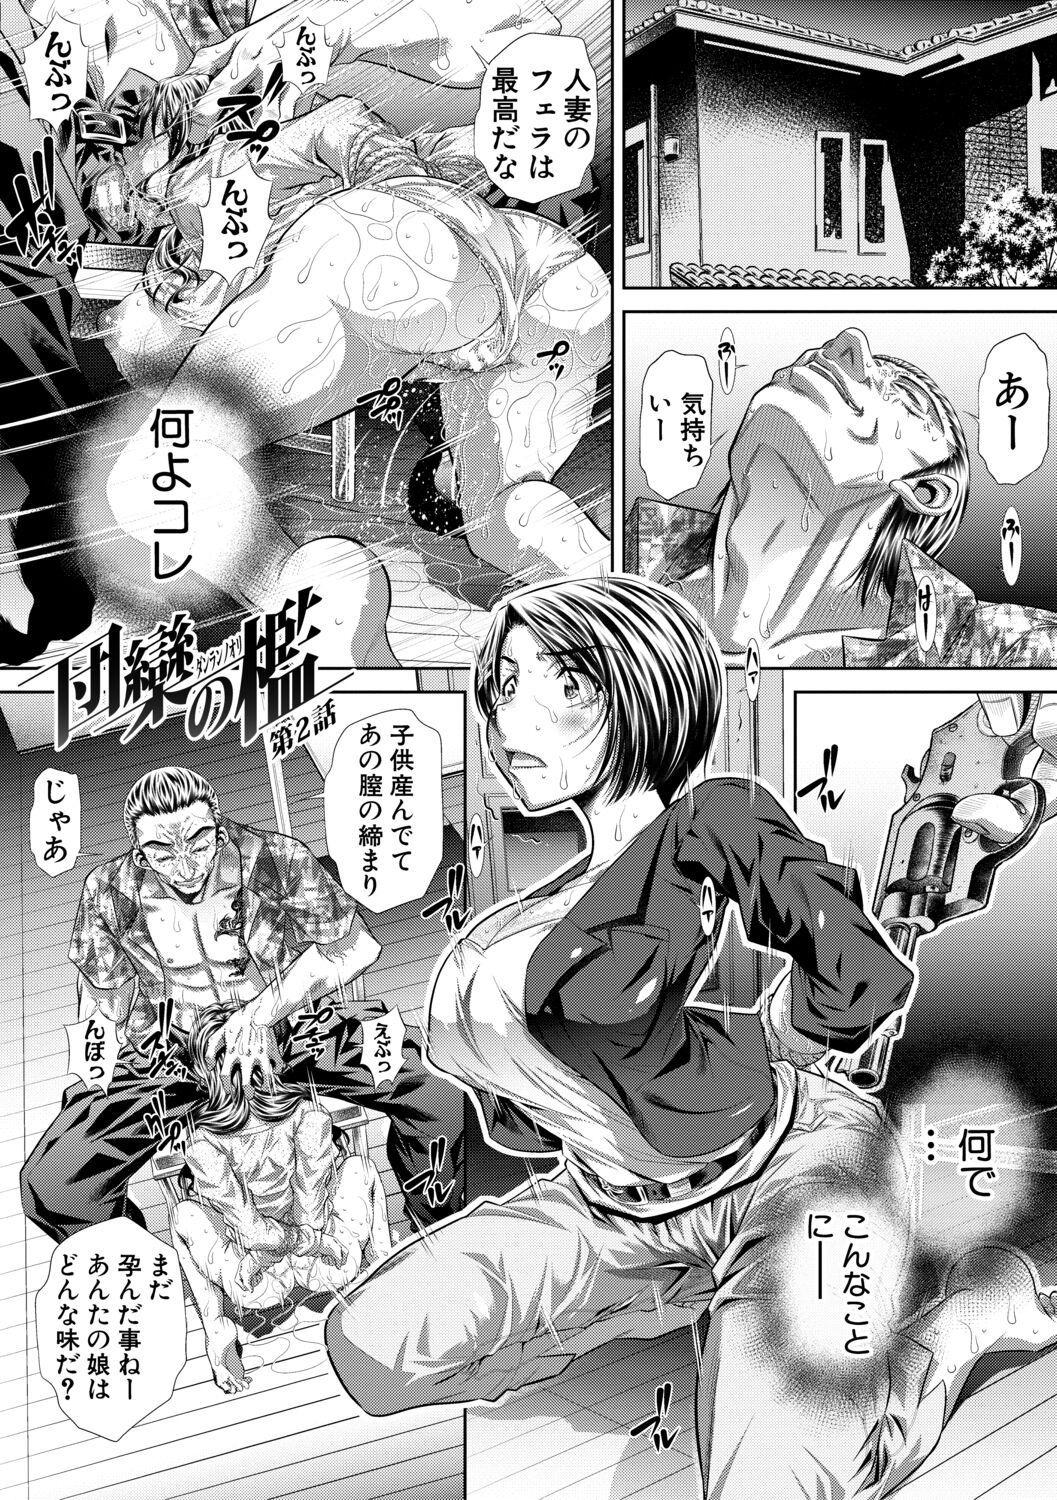 人妻の
フェラは
最高だな
んぶっ
んぶっ
何よコレ
あー
気持ち
いー
団欒の檻
ダンランノオリ
第2話
何で
…
こんなこと
に――
子供産んでて
あの膣の締まり
じゃあ
えぶっ
んぼっ
まだ
孕んだ事ねー
あんたの娘は
どんな味だ?